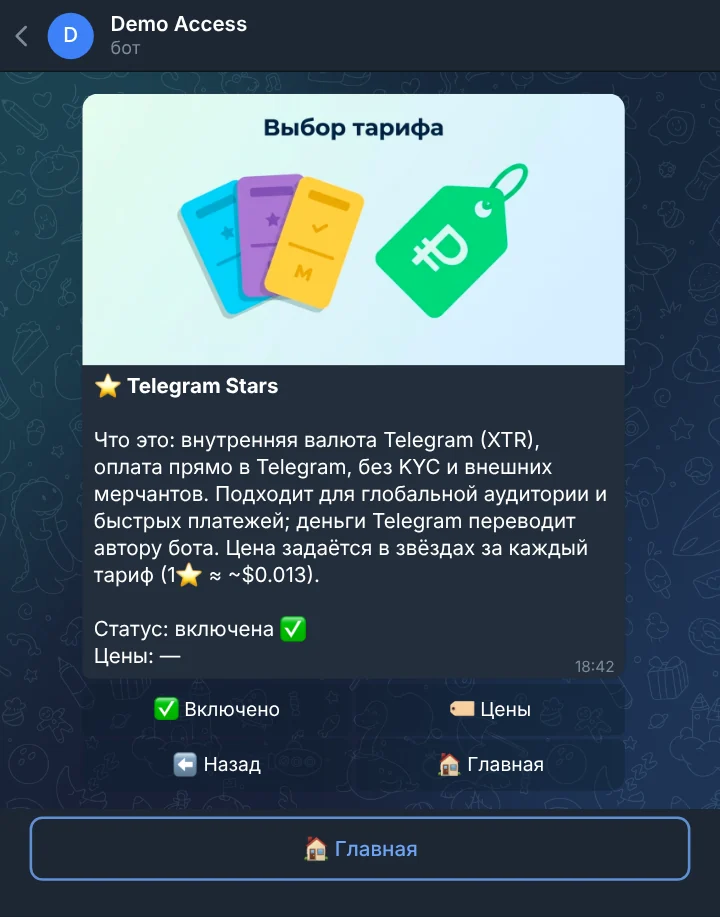 D
Demo Access
бот
Выбор тарифа
M
⭐ Telegram Stars
Что это: внутренняя валюта Telegram (XTR),
оплата прямо в Telegram, без KYC и внешних
мерчантов. Подходит для глобальной аудитории и
быстрых платежей; деньги Telegram переводит
автору бота. Цена задаётся в звёздах за каждый
тариф (1⭐ ≈ ~$0.013).
Статус: включена ✅
Цены: —
18:42
✅ Включено
🏷️ Цены
⬅️ Назад
🏠 Главная
🏠 Главная